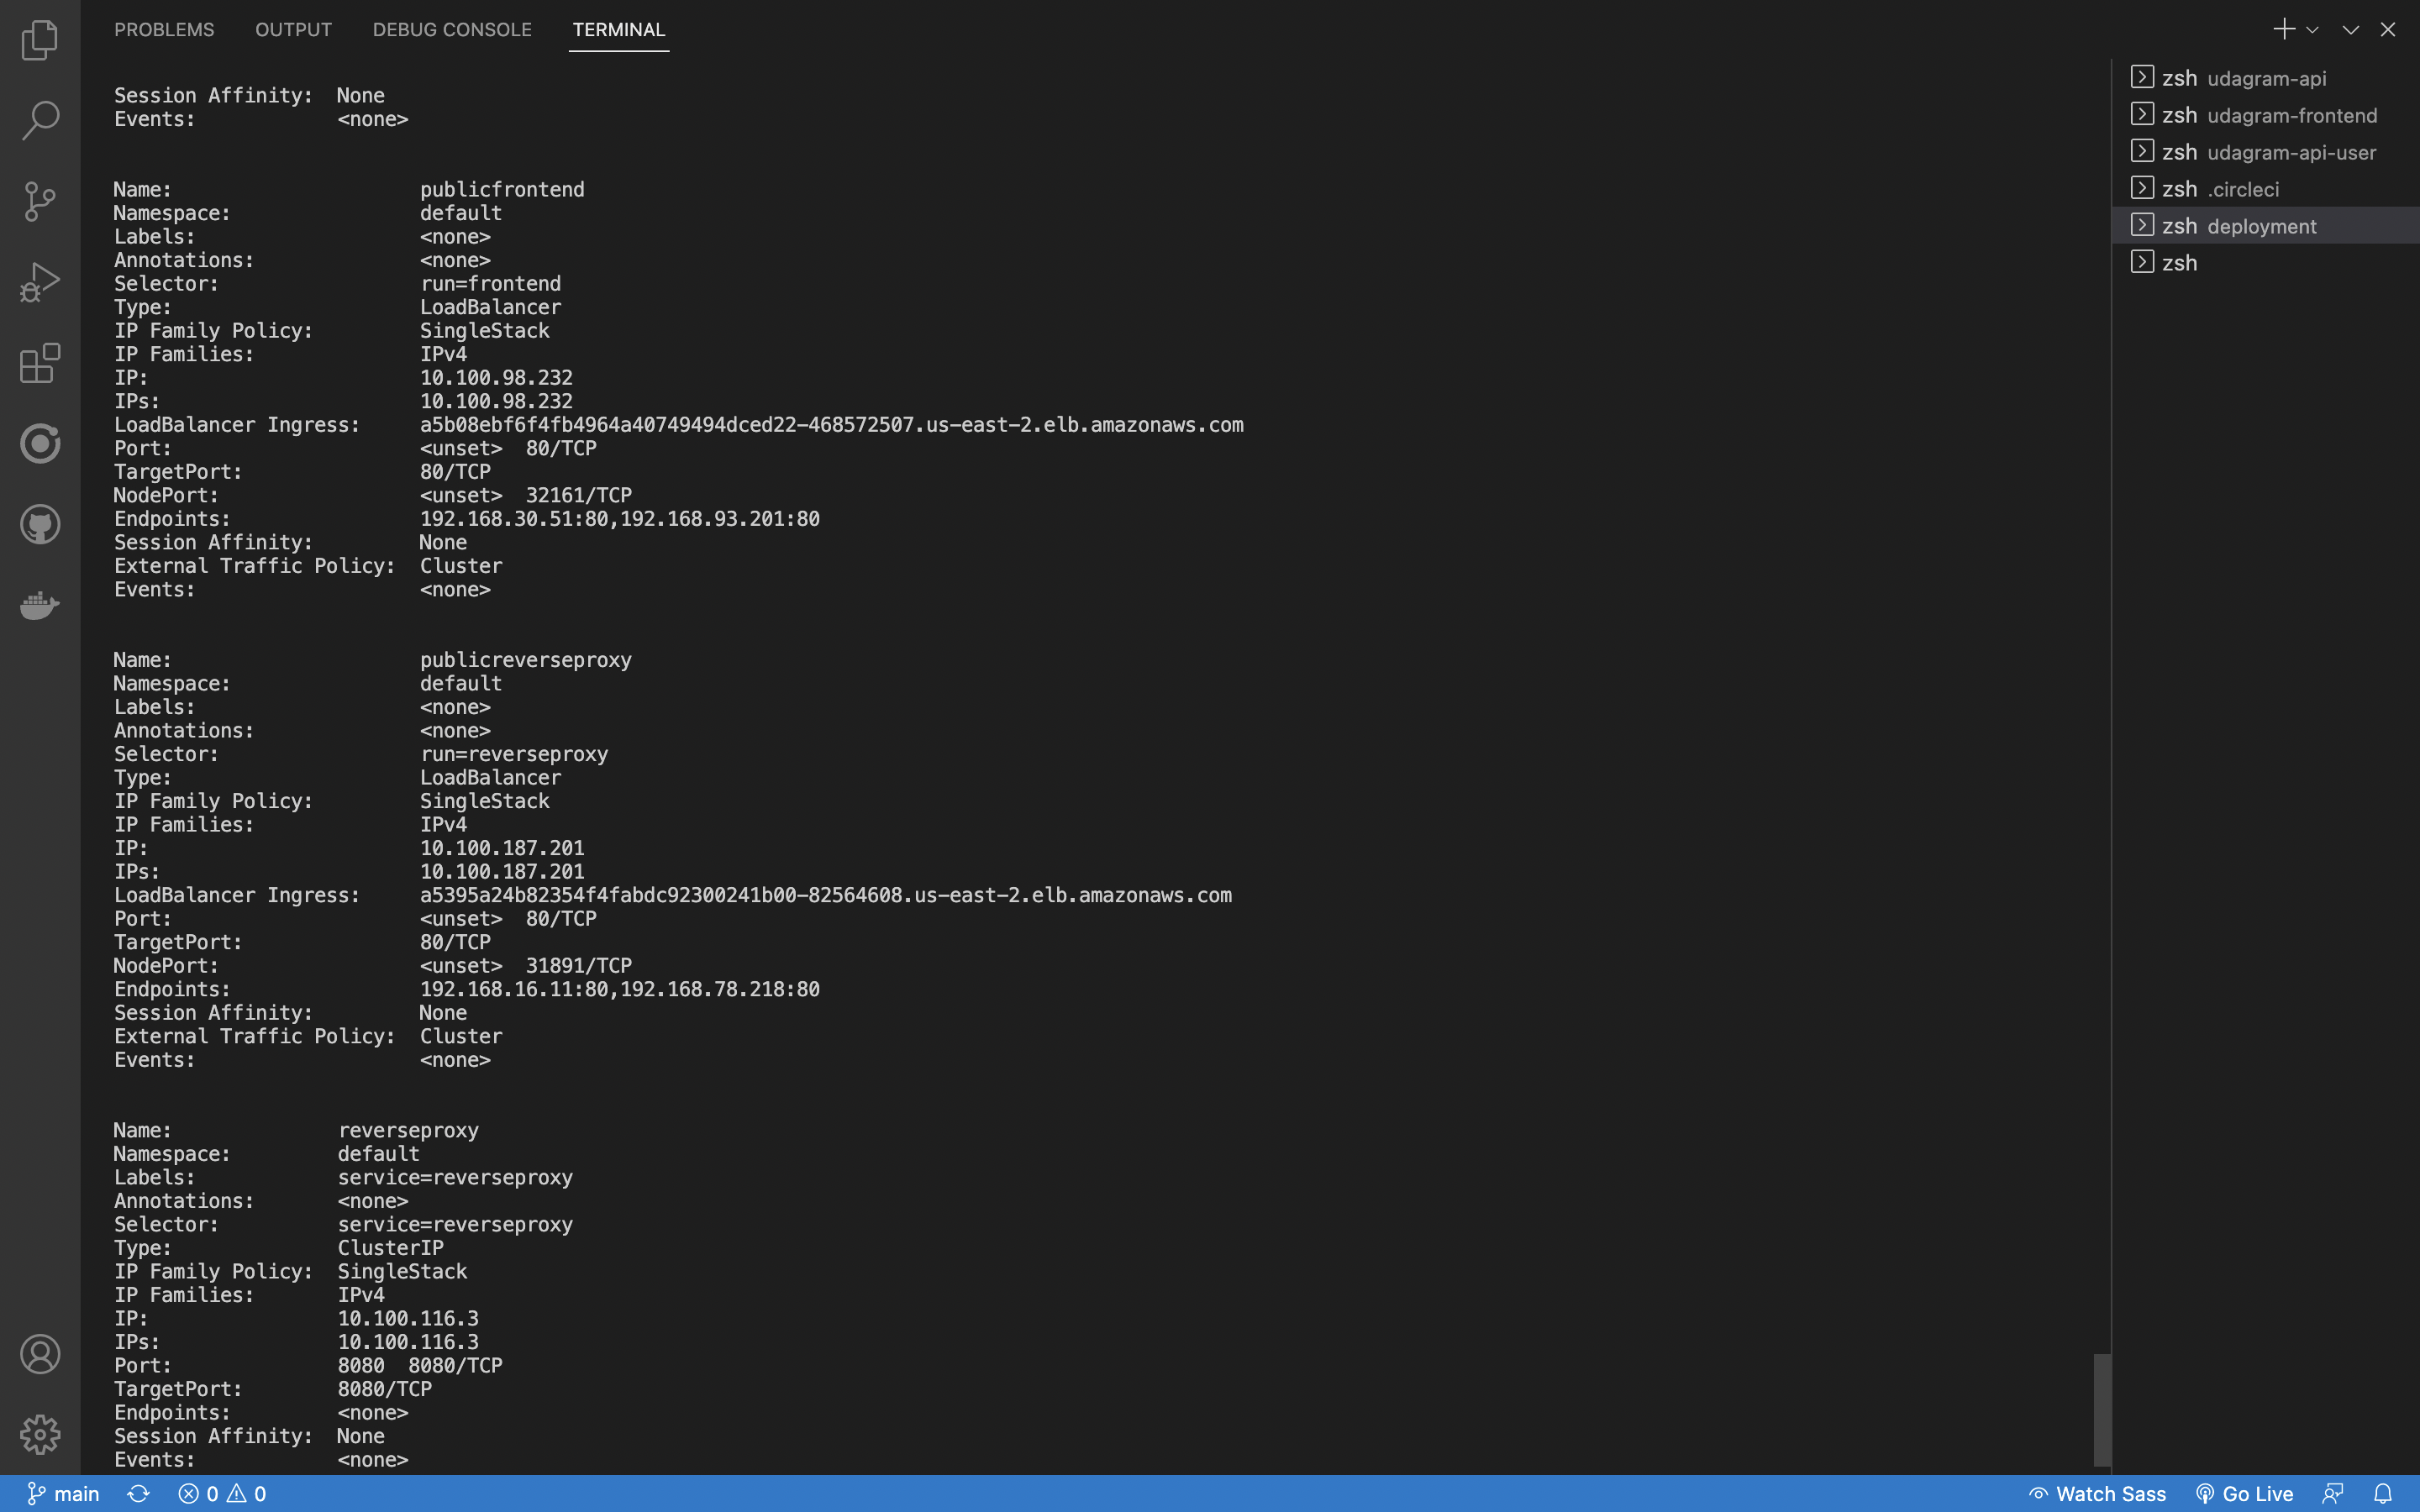 PROBLEMS OUTPUT DEBUG CONSOLE TERMINAL
Session Affinity:  None
Events:            <none>
Name:                     publicfrontend
Namespace:                default
Labels:                   <none>
Annotations:              <none>
Selector:                 run=frontend
Type:                     LoadBalancer
IP Family Policy:         SingleStack
IP Families:              IPv4
IP:                       10.100.98.232
IPs:                      10.100.98.232
LoadBalancer Ingress:     a5b08ebf6f4fb4964a40749494dced22-468572507.us-east-2.elb.amazonaws.com
Port:                     <unset>  80/TCP
TargetPort:               80/TCP
NodePort:                 <unset>  32161/TCP
Endpoints:                192.168.30.51:80,192.168.93.201:80
Session Affinity:         None
External Traffic Policy:  Cluster
Events:                   <none>
Name:                     publicreverseproxy
Namespace:                default
Labels:                   <none>
Annotations:              <none>
Selector:                 run=reverseproxy
Type:                     LoadBalancer
IP Family Policy:         SingleStack
IP Families:              IPv4
IP:                       10.100.187.201
IPs:                      10.100.187.201
LoadBalancer Ingress:     a5395a24b82354f4fabdc92300241b00-82564608.us-east-2.elb.amazonaws.com
Port:                     <unset>  80/TCP
TargetPort:               80/TCP
NodePort:                 <unset>  31891/TCP
Endpoints:                192.168.16.11:80,192.168.78.218:80
Session Affinity:         None
External Traffic Policy:  Cluster
Events:                   <none>
Name:              reverseproxy
Namespace:         default
Labels:            service=reverseproxy
Annotations:       <none>
Selector:          service=reverseproxy
Type:              ClusterIP
IP Family Policy:  SingleStack
IP Families:       IPv4
IP:                10.100.116.3
IPs:               10.100.116.3
Port:              8080  8080/TCP
TargetPort:        8080/TCP
Endpoints:         <none>
Session Affinity:  None
Events:            <none>
zsh udagram-api
zsh udagram-frontend
zsh udagram-api-user
zsh .circleci
zsh deployment
zsh
main 0 0 Watch Sass Go Live